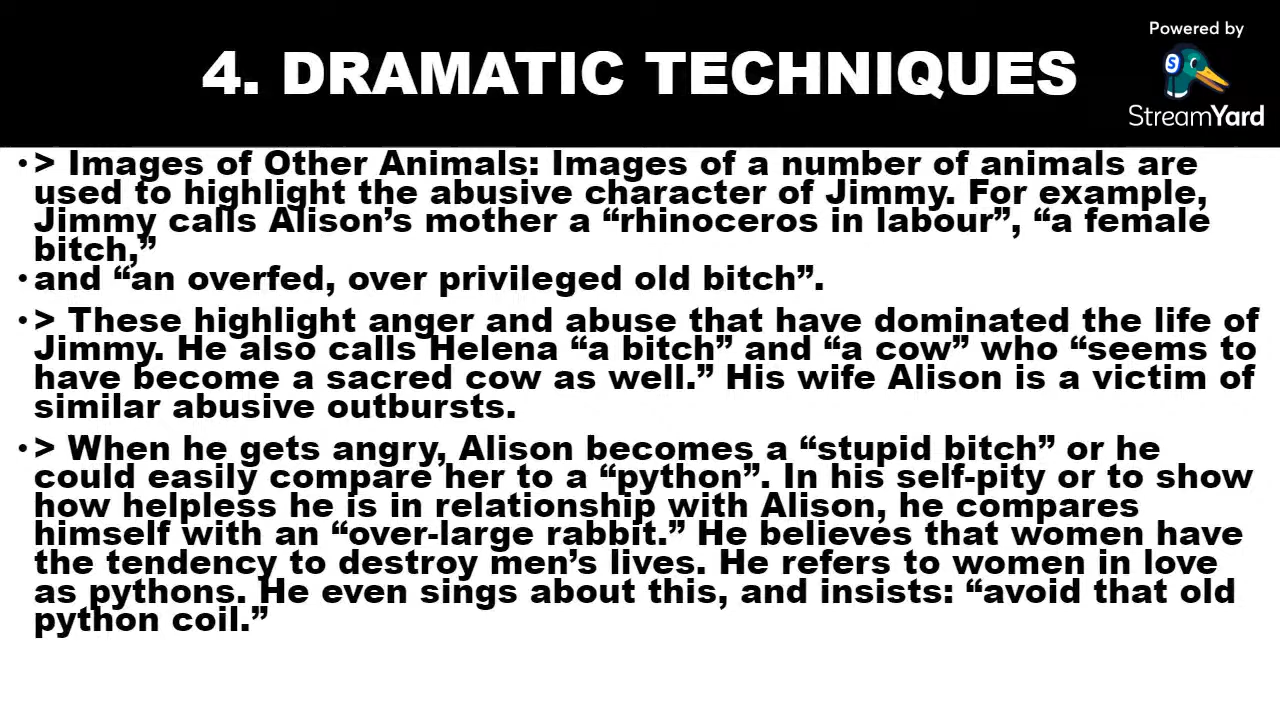 Powered by
4. DRAMATIC TECHNIQUES
S
StreamYard
• > Images of Other Animals: Images of a number of animals are
used to highlight the abusive character of Jimmy. For example,
Jimmy calls Alison’s mother a “rhinoceros in labour”, “a female
bitch,”
• and “an overfed, over privileged old bitch”.
• > These highlight anger and abuse that have dominated the life of
Jimmy. He also calls Helena “a bitch” and “a cow” who “seems to
have become a sacred cow as well.” His wife Alison is a victim of
similar abusive outbursts.
• > When he gets angry, Alison becomes a “stupid bitch” or he
could easily compare her to a “python”. In his self-pity or to show
how helpless he is in relationship with Alison, he compares
himself with an “over-large rabbit.” He believes that women have
the tendency to destroy men’s lives. He refers to women in love
as pythons. He even sings about this, and insists: “avoid that old
python coil.”